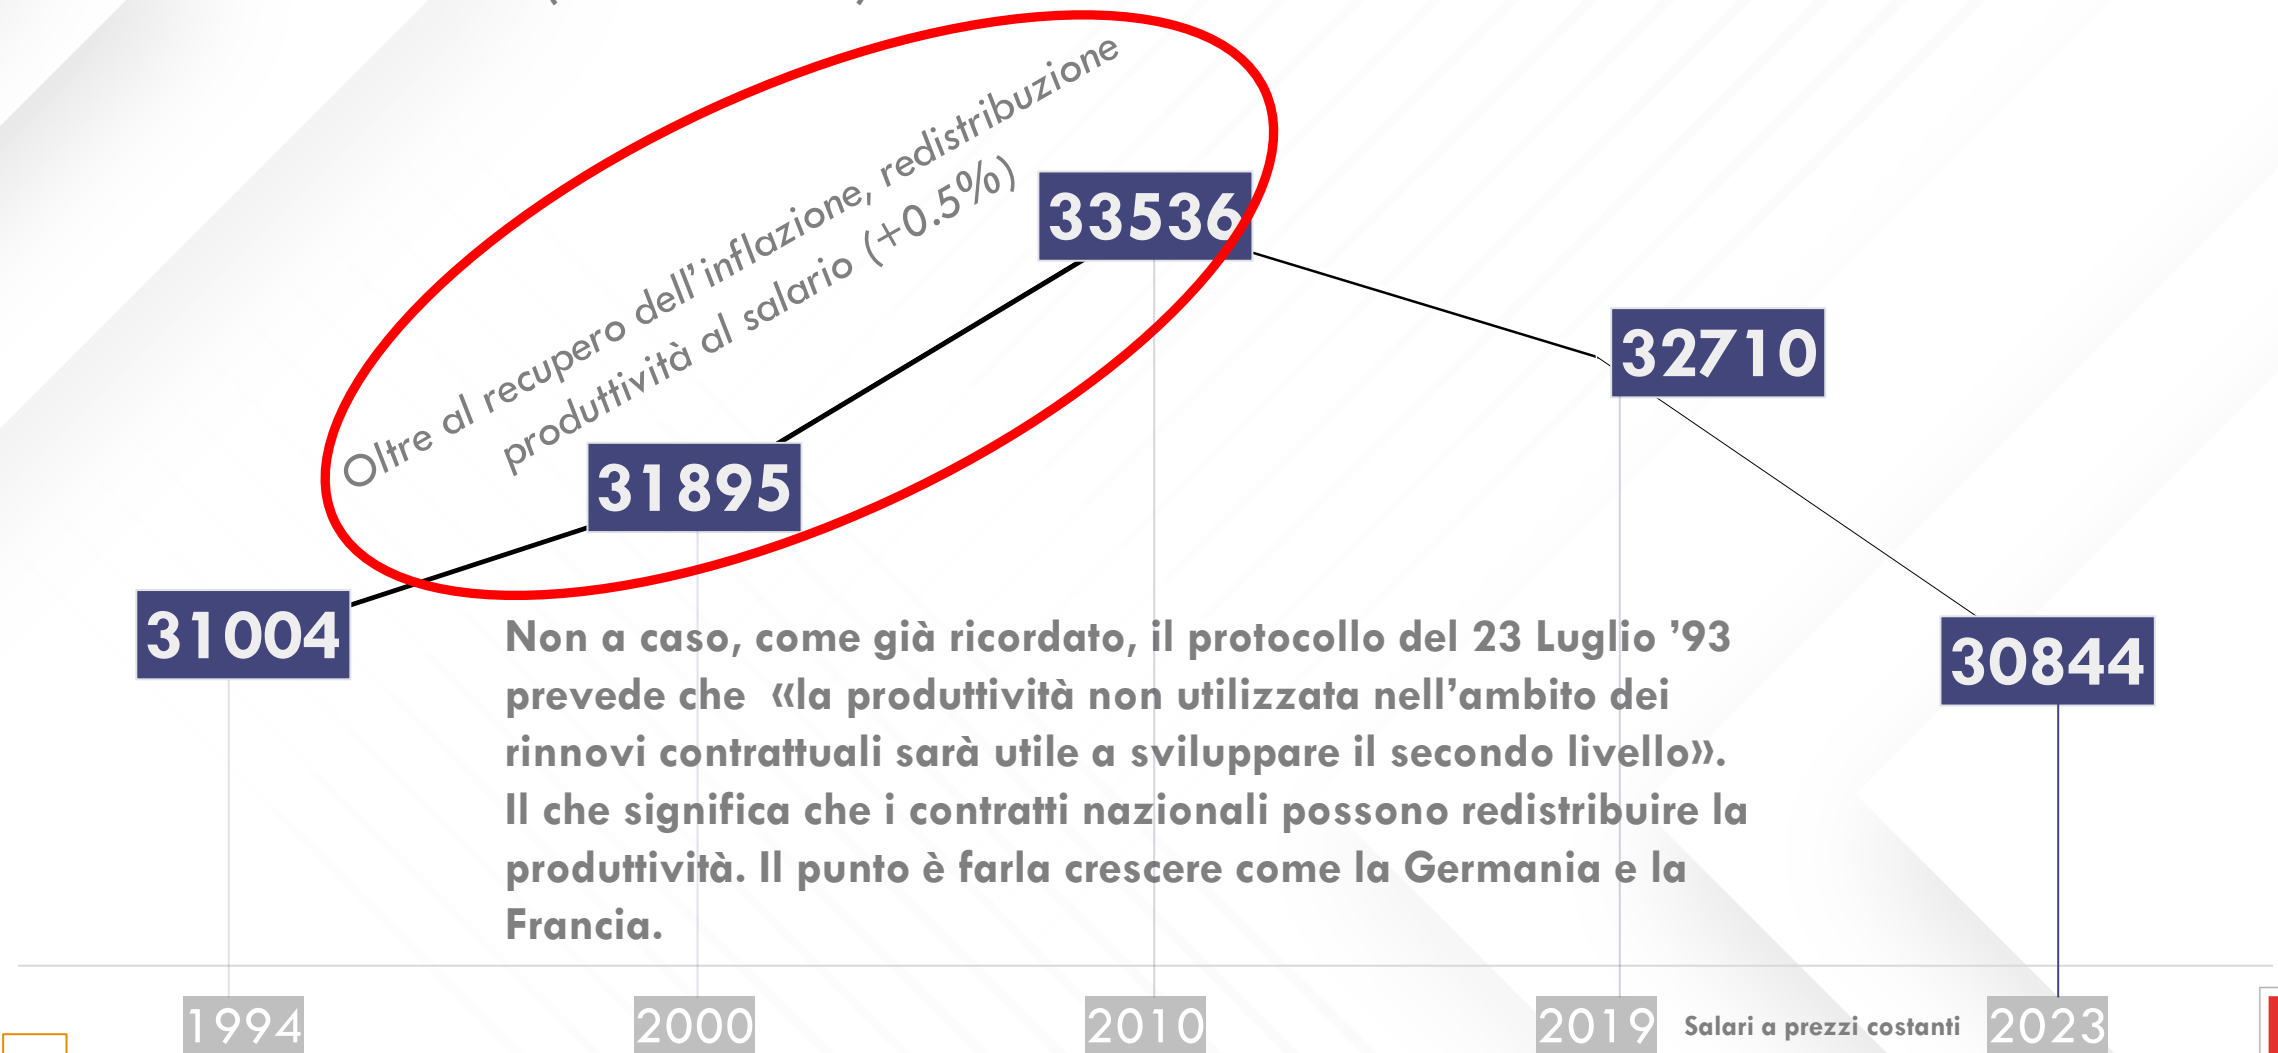 Oltre al recupero dell'inflazione, redistribuzione
produttività al salario (+0.5%)
33536
32710
31895
31004
30844
Non a caso, come già ricordato, il protocollo del 23 Luglio ’93
prevede che «la produttività non utilizzata nell’ambito dei
rinnovi contrattuali sarà utile a sviluppare il secondo livello».
Il che significa che i contratti nazionali possono redistribuire la
produttività. Il punto è farla crescere come la Germania e la
Francia.
1994
2000
2010
2019
Salari a prezzi costanti
2023